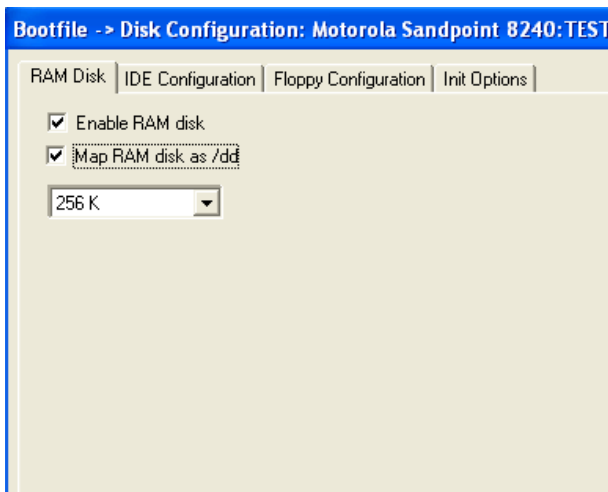 Bootfile -> Disk Configuration: Motorola Sandpoint 8240:TEST
RAM Disk IDE Configuration Floppy Configuration Init Options
Enable RAM disk
Map RAM disk as /dd
256 K